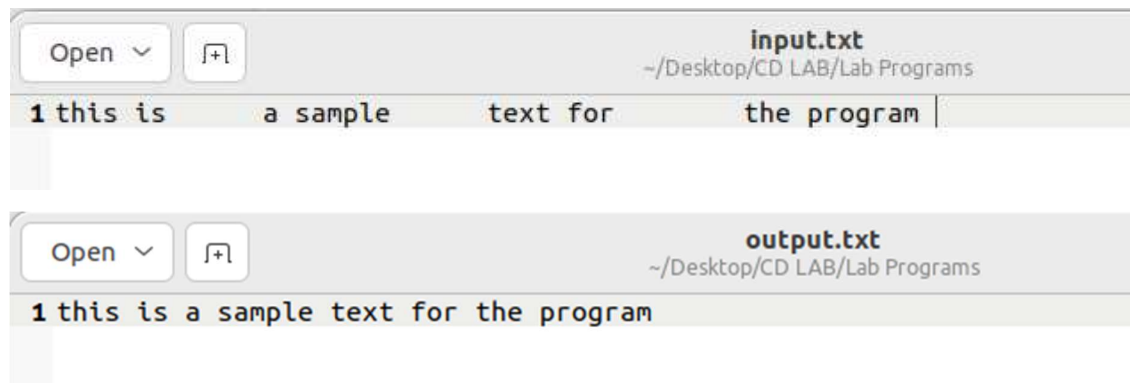 Open
input.txt
~/Desktop/CD LAB/Lab Programs
1 this is      a sample      text for        the program
Open
output.txt
~/Desktop/CD LAB/Lab Programs
1 this is a sample text for the program